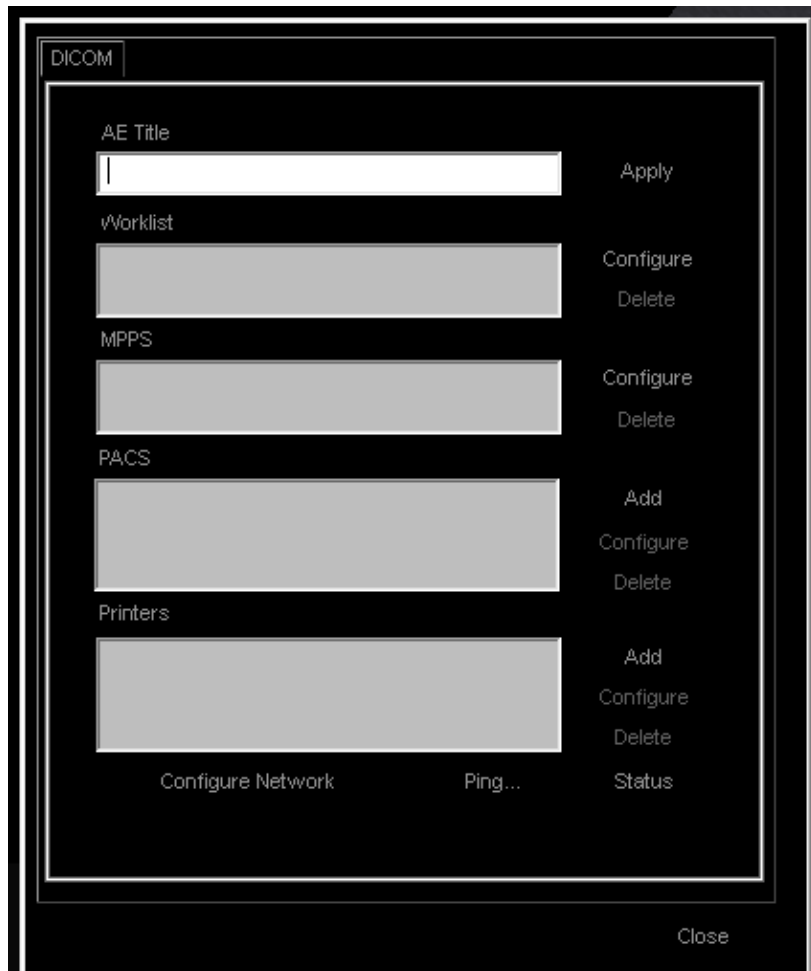 DICOM
AE Title
Apply
Worklist
Configure
Delete
MPPS
Configure
Delete
PACS
Add
Configure
Delete
Printers
Add
Configure
Delete
Configure Network Ping... Status
Close